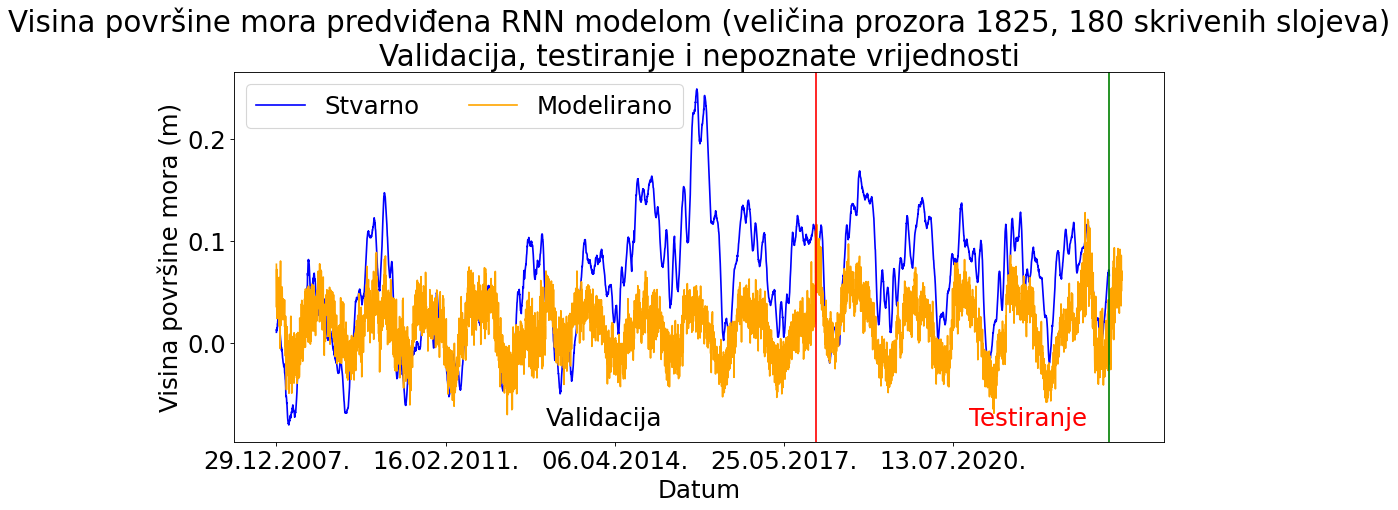 Visina površine mora predviđena RNN modelom (veličina prozora 1825, 180 skrivenih slojeva)
Validacija, testiranje i nepoznate vrijednosti
Stvarno
Modelirano
Visina površine mora (m)
0.2
0.1
0.0
Validacija
Testiranje
29.12.2007.
16.02.2011.
06.04.2014.
25.05.2017.
13.07.2020.
Datum